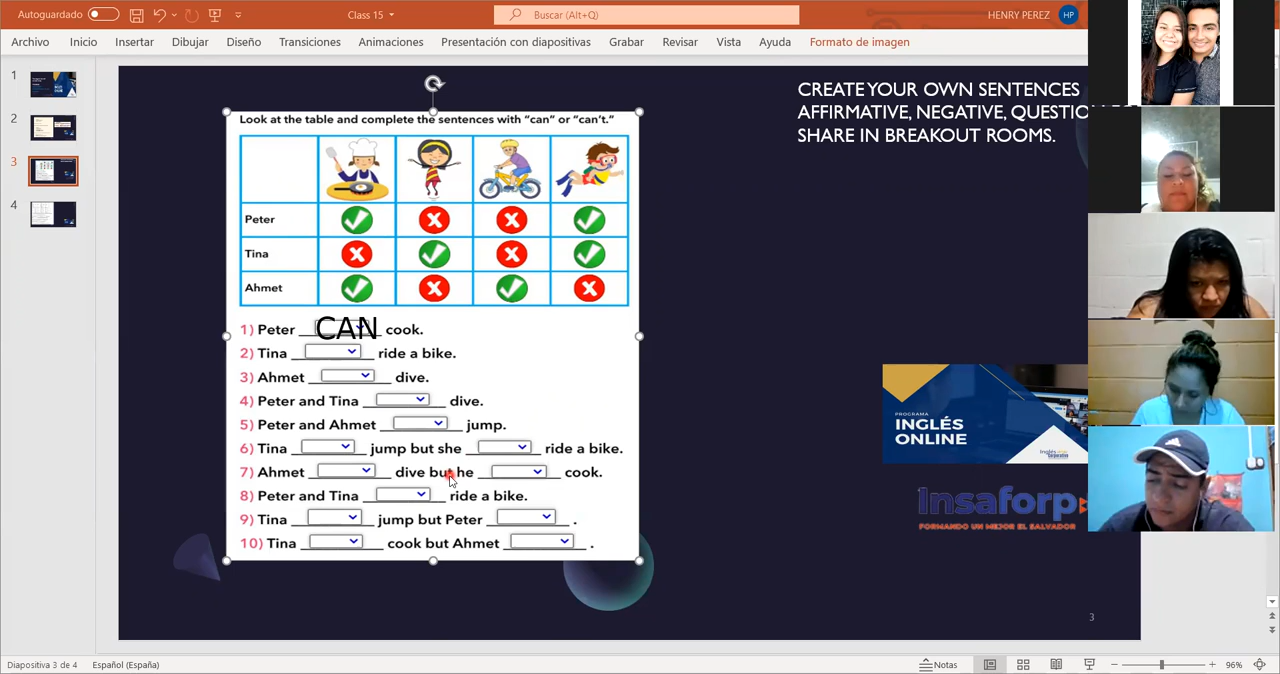 Autoguardado
Class 15
Buscar (Alt+Q)
HENRY PEREZ
HP
Archivo Inicio Insertar Dibujar Diseño Transiciones Animaciones Presentación con diapositivas Grabar Revisar Vista Ayuda Formato de imagen
1
2
3
4
Look at the table and complete the sentences with “can” or “can’t.”
Peter
Tina
Ahmet
1) Peter CAN cook.
2) Tina ride a bike.
3) Ahmet dive.
4) Peter and Tina dive.
5) Peter and Ahmet jump.
6) Tina jump but she ride a bike.
7) Ahmet dive but he cook.
8) Peter and Tina ride a bike.
9) Tina jump but Peter .
10) Tina cook but Ahmet .
CREATE YOUR OWN SENTENCES
AFFIRMATIVE, NEGATIVE, QUESTIO
SHARE IN BREAKOUT ROOMS.
PROGRAMA
INGLÉS
ONLINE
Insaforp
FORMANDO UN MEJOR EL SALVADOR
3
Diapositiva 3 de 4
Español (España)
Notas
96%